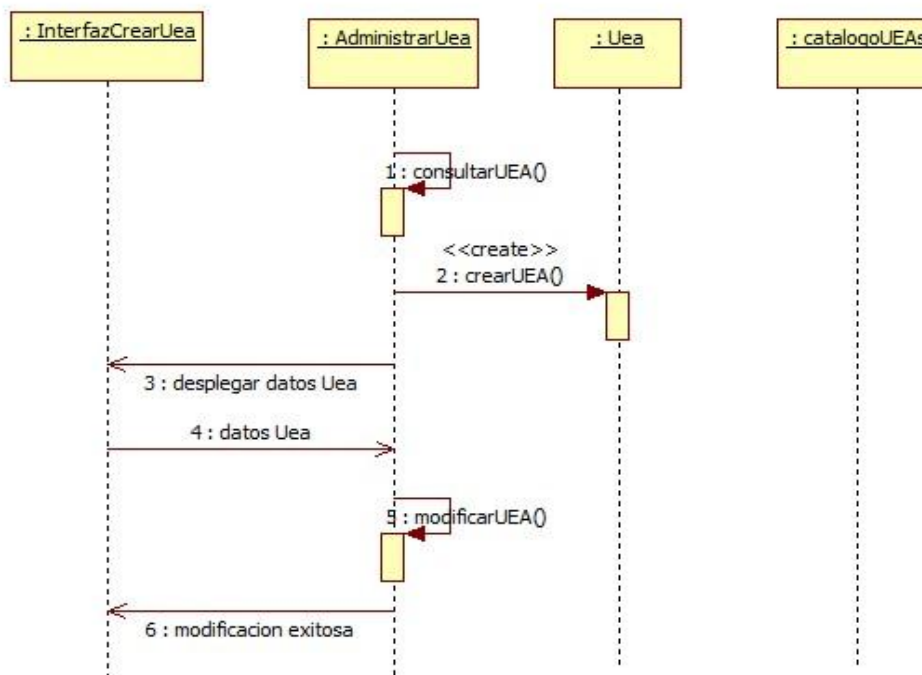 : InterfazCrearUea
: AdministrarUea
: Uea
: catalogoUEAs
1 : consultarUEA()
<<create>>
2 : crearUEA()
3 : desplegar datos Uea
4 : datos Uea
5 : modificarUEA()
6 : modificacion exitosa